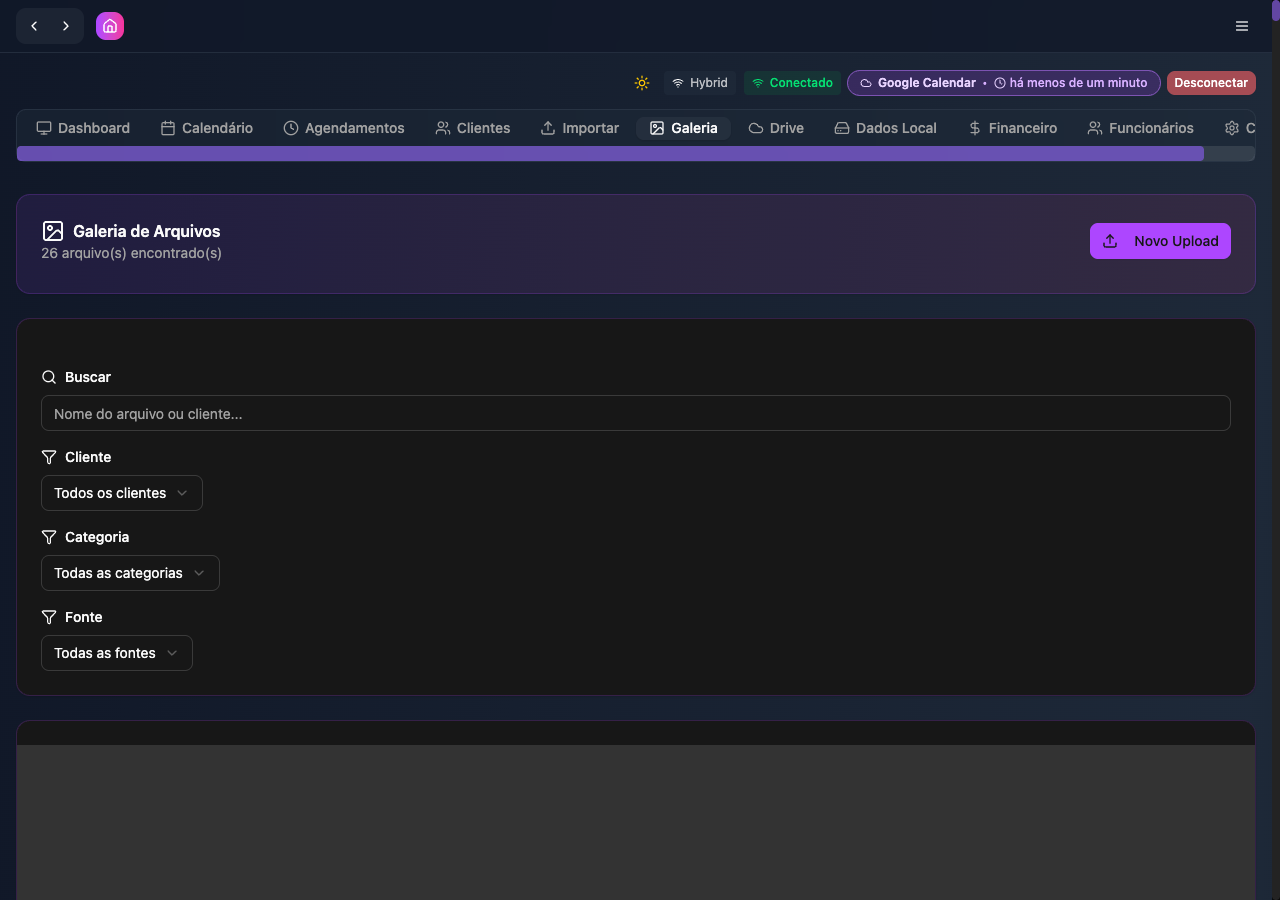 Hybrid
Conectado
Google Calendar • há menos de um minuto
Desconectar
Dashboard
Calendário
Agendamentos
Clientes
Importar
Galeria
Drive
Dados Local
Financeiro
Funcionários
C
Galeria de Arquivos
26 arquivo(s) encontrado(s)
Novo Upload
Buscar
Nome do arquivo ou cliente...
Cliente
Todos os clientes
Categoria
Todas as categorias
Fonte
Todas as fontes